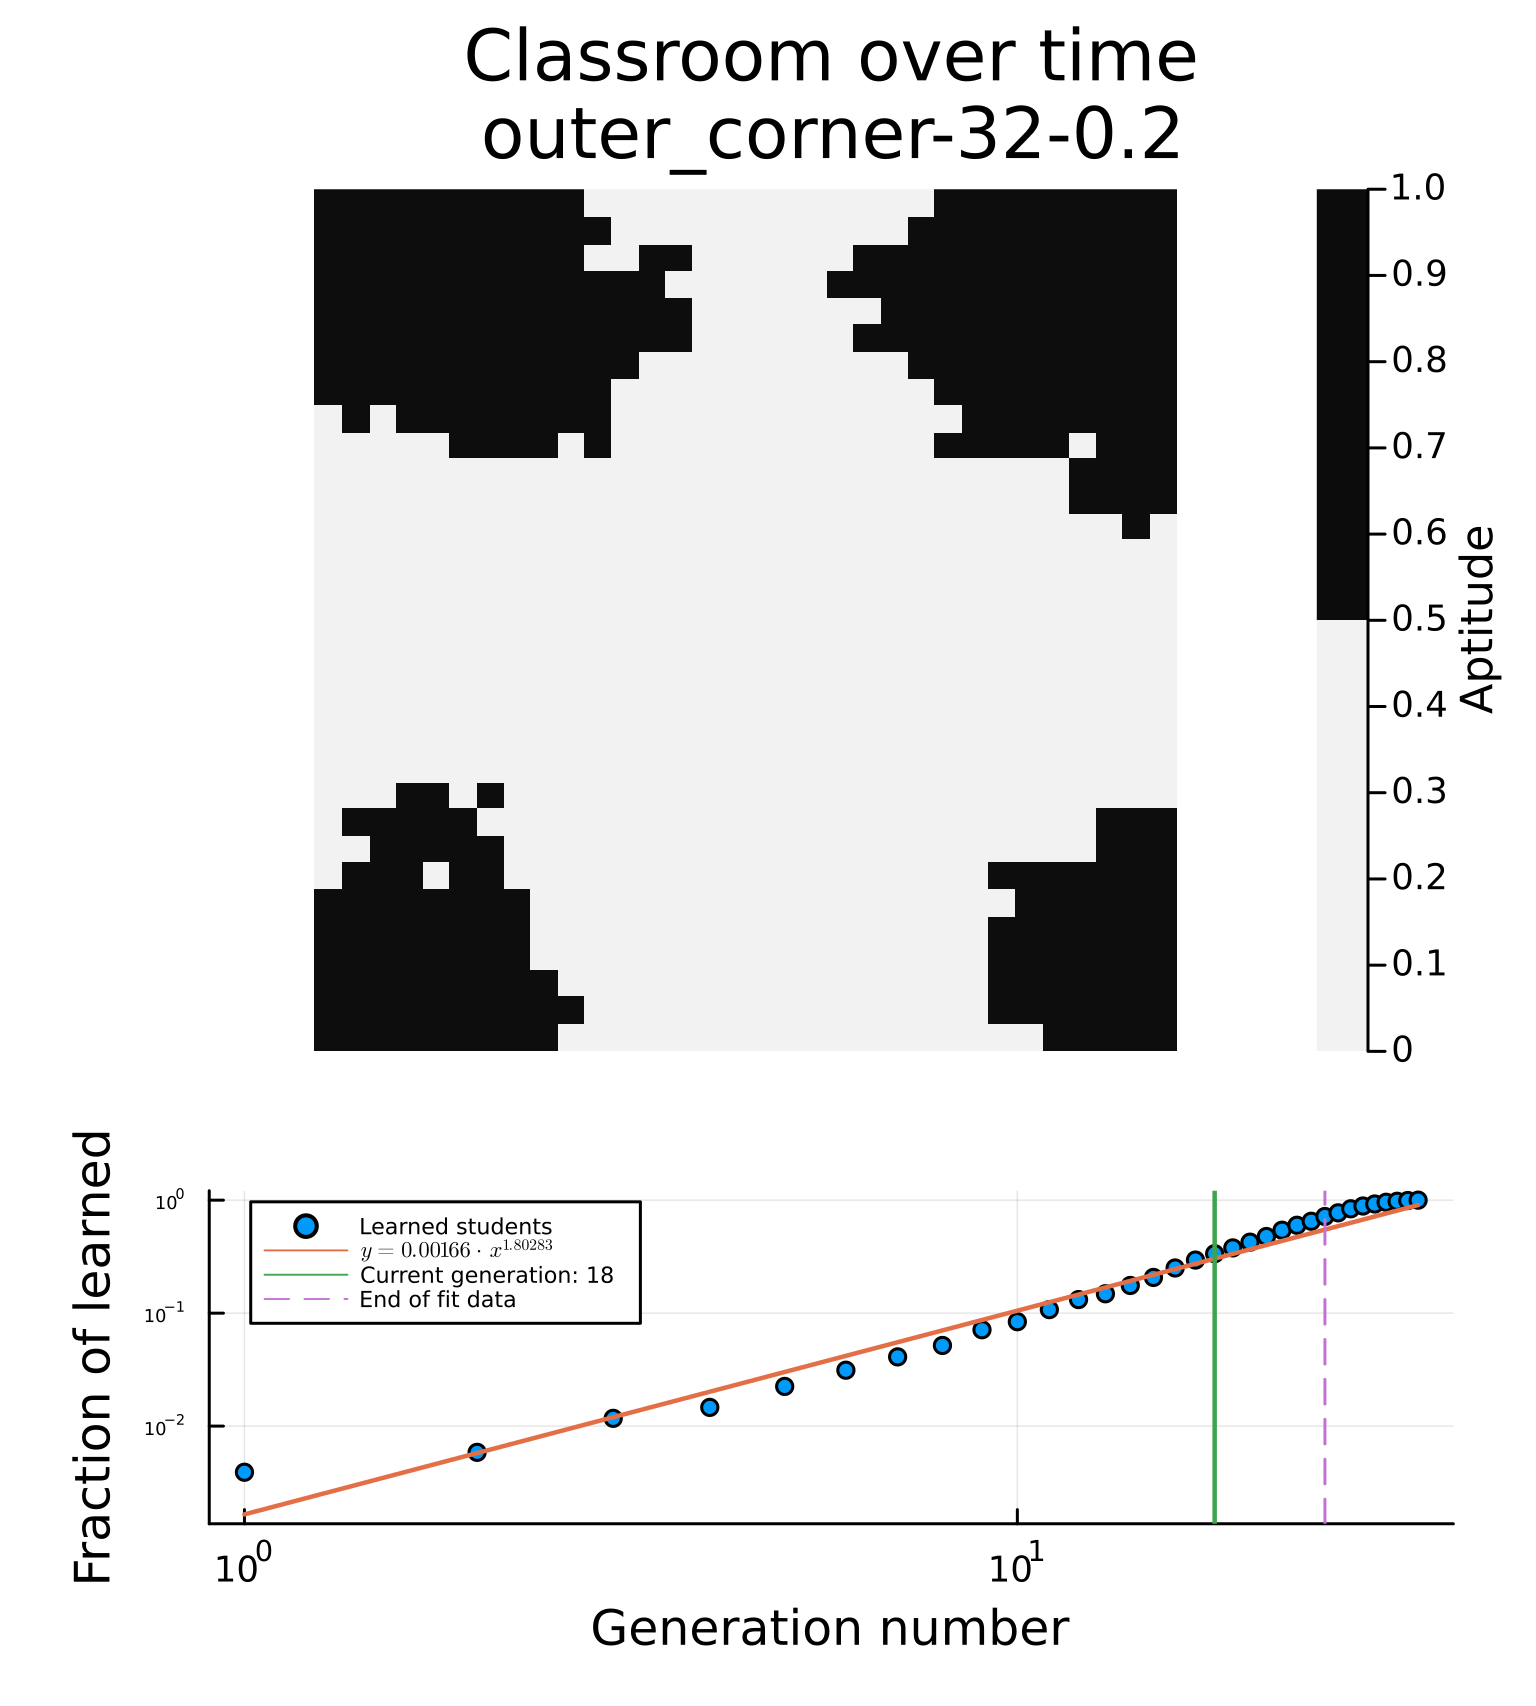 Classroom over time
outer_corner-32-0.2
1.0
0.9
0.8
0.7
0.6
0.5
0.4
0.3
0.2
0.1
0
Aptitude
Fraction of learned
10^0
10^−1
10^−2
Learned students
y = 0.00166 · x^1.80283
Current generation: 18
End of fit data
10^0
10^1
Generation number